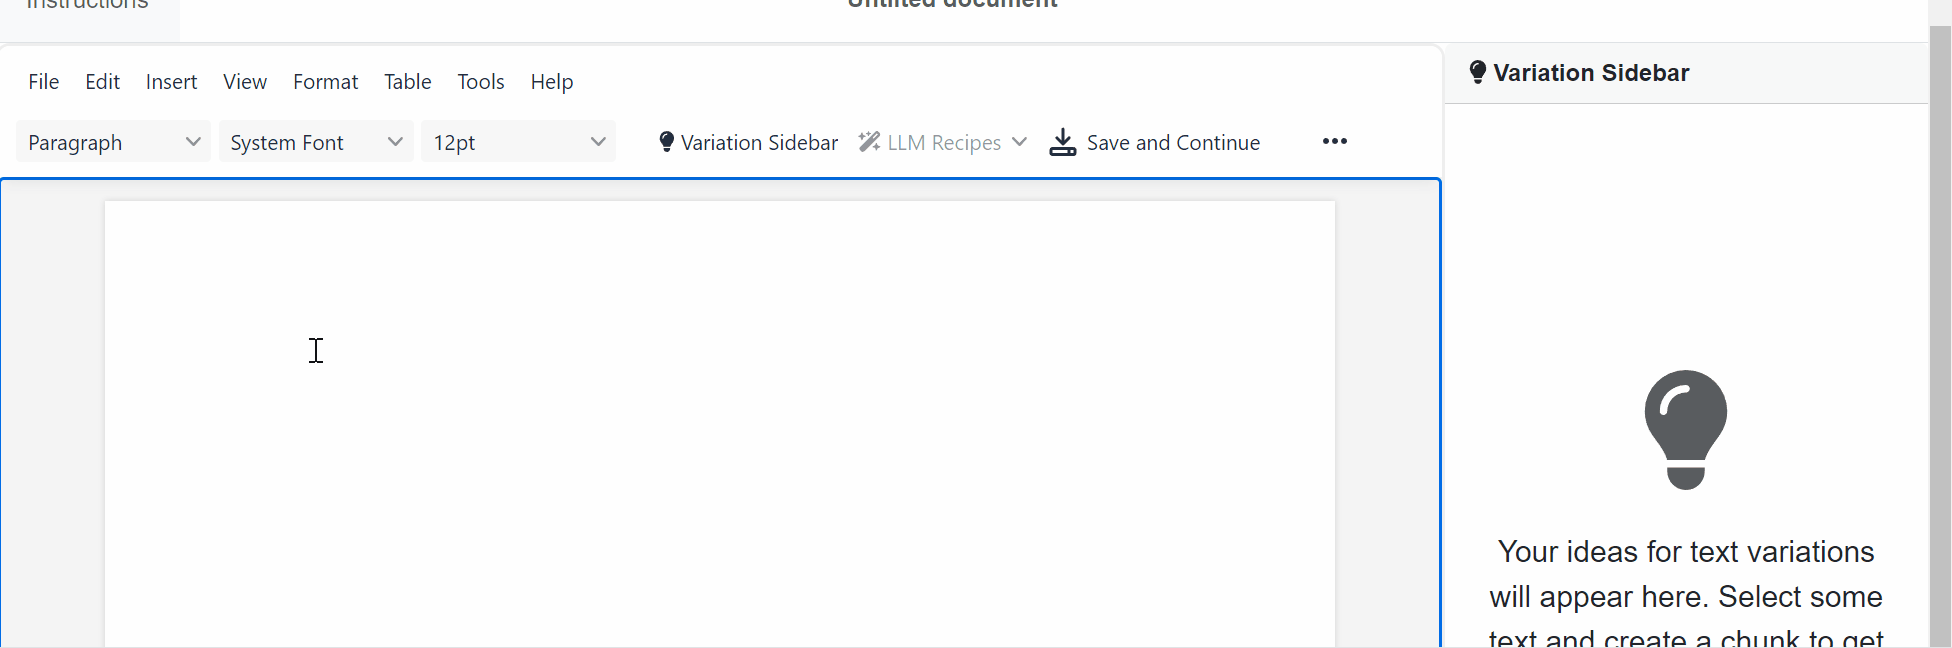 Instructions
Untitled document
File Edit Insert View Format Table Tools Help
Variation Sidebar
Paragraph System Font 12pt Variation Sidebar LLM Recipes Save and Continue
Your ideas for text variations
will appear here. Select some
text and create a chunk to get